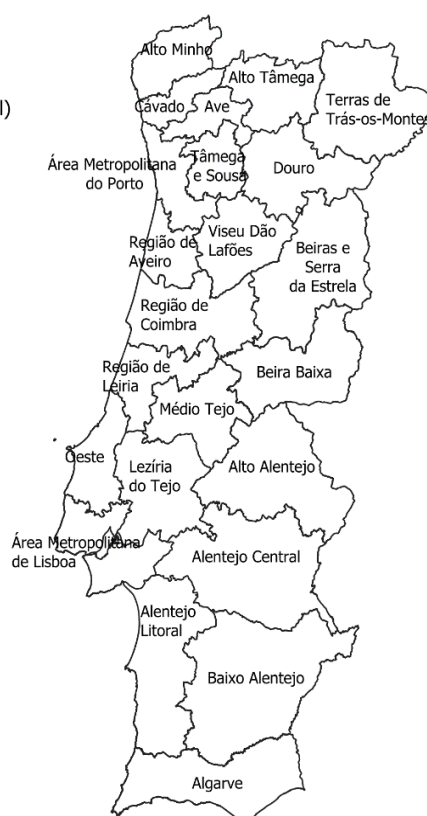 Alto Minho
Alto Tâmega
l)
Cávado
Ave
Terras de
Trás-os-Montes
Área Metropolitana
do Porto
Tâmega
e Sousa
Douro
Região de
Aveiro
Viseu Dão
Lafões
Beiras e
Serra
da Estrela
Região de
Coimbra
Região de
Leiria
Beira Baixa
Médio Tejo
Oeste
Lezíria
do Tejo
Alto Alentejo
Área Metropolitana
de Lisboa
Alentejo Central
Alentejo
Litoral
Baixo Alentejo
Algarve